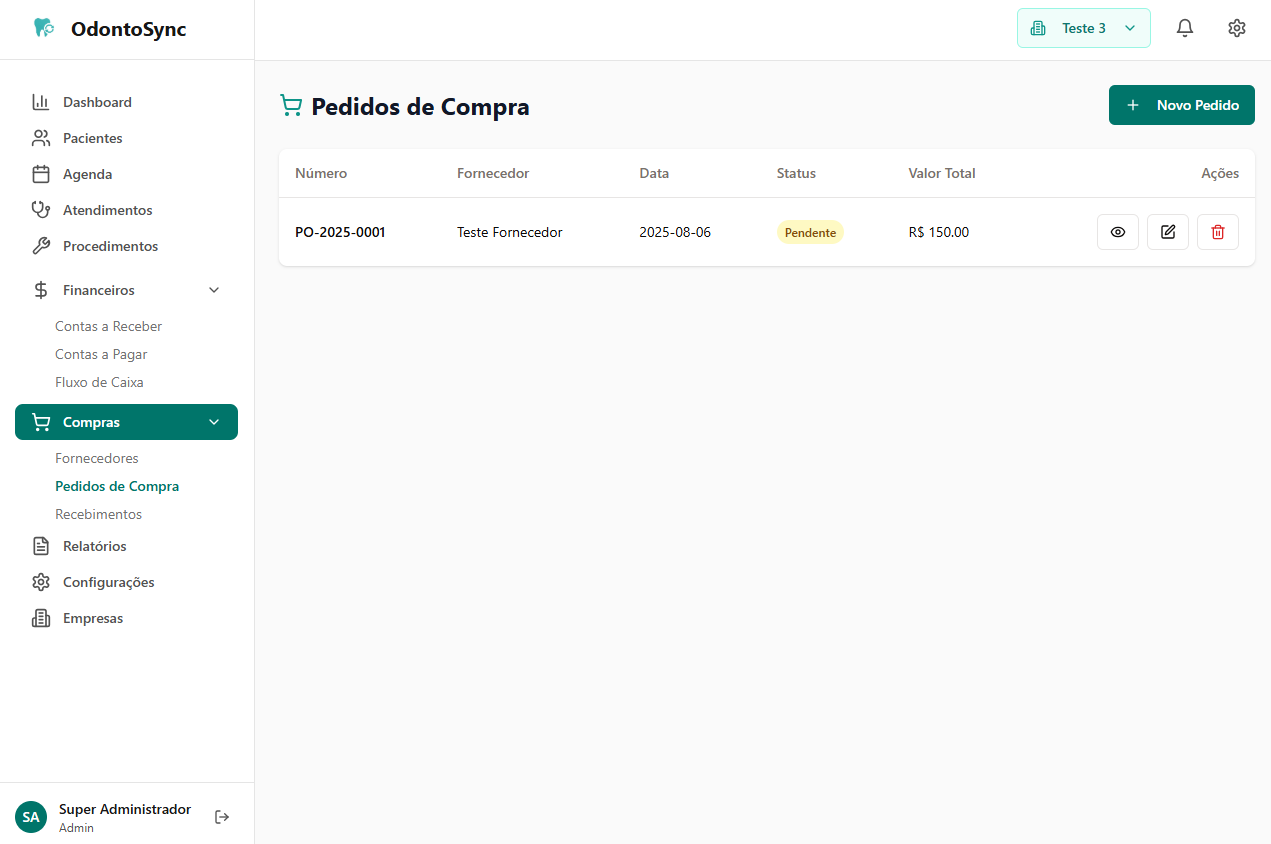 OdontoSync
Teste 3
Dashboard
Pacientes
Agenda
Atendimentos
Procedimentos
Financeiros
Contas a Receber
Contas a Pagar
Fluxo de Caixa
Compras
Fornecedores
Pedidos de Compra
Recebimentos
Relatórios
Configurações
Empresas
SA
Super Administrador
Admin
Pedidos de Compra
Novo Pedido
Número Fornecedor Data Status Valor Total Ações
PO-2025-0001 Teste Fornecedor 2025-08-06 Pendente R$ 150.00